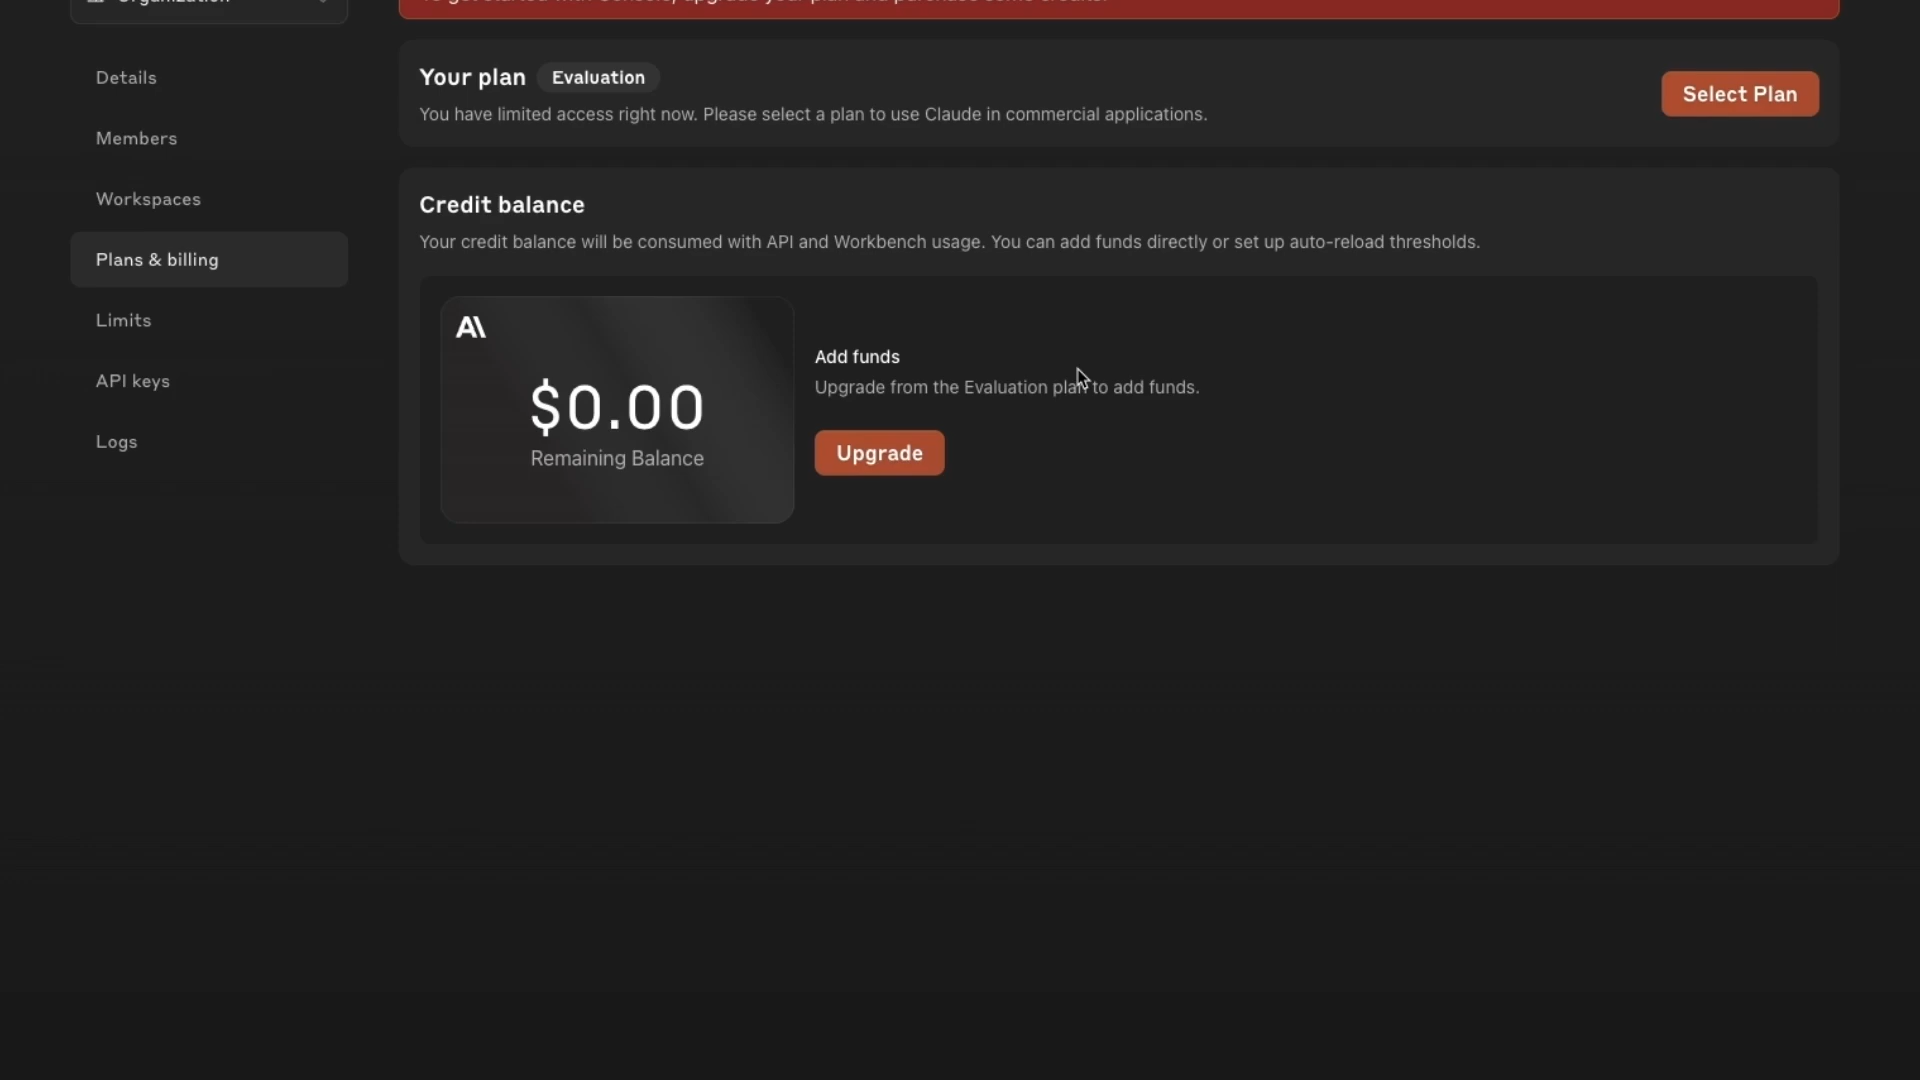 Organization
To get started with Console, upgrade your plan and purchase some credits.
Details
Members
Workspaces
Plans & billing
Limits
API keys
Logs
Your plan Evaluation
You have limited access right now. Please select a plan to use Claude in commercial applications.
Select Plan
Credit balance
Your credit balance will be consumed with API and Workbench usage. You can add funds directly or set up auto-reload thresholds.
A\
$0.00
Remaining Balance
Add funds
Upgrade from the Evaluation plan to add funds.
Upgrade